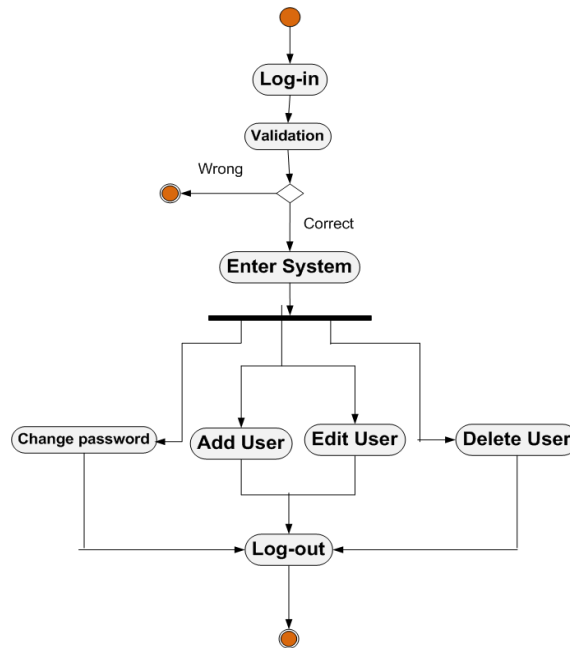 Log-in
Validation
Wrong
Correct
Enter System
Change password
Add User
Edit User
Delete User
Log-out